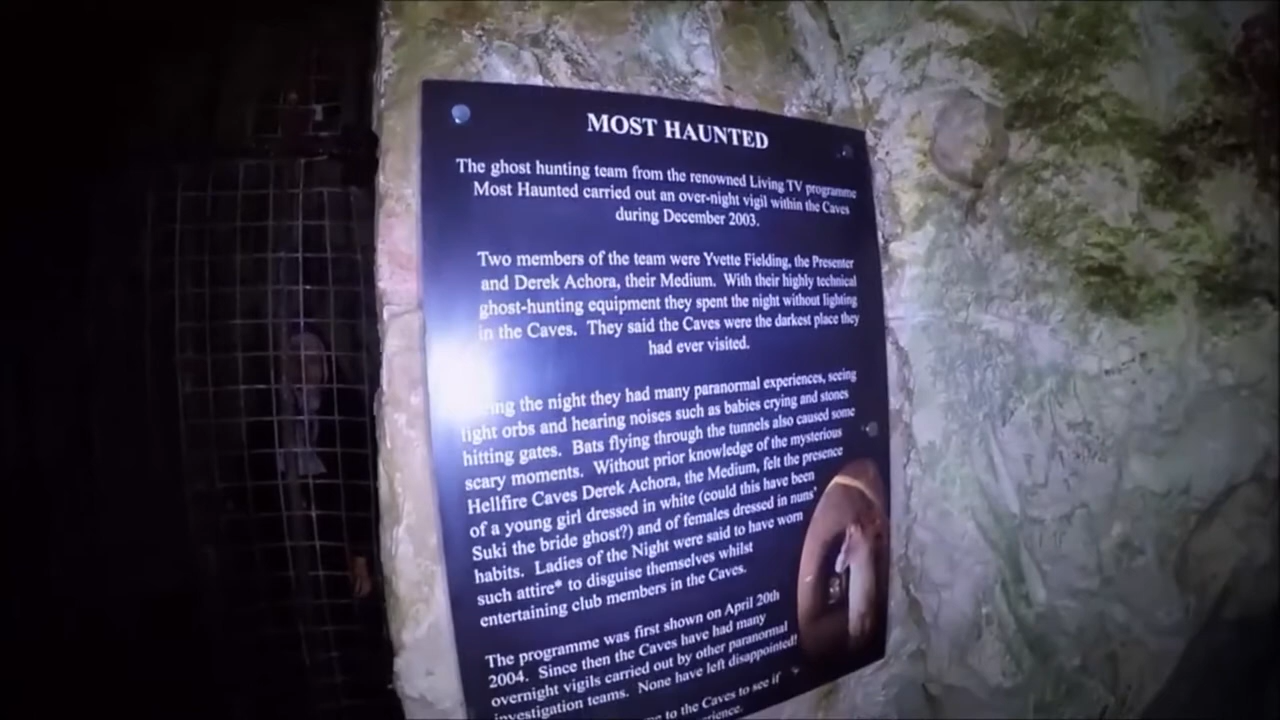 MOST HAUNTED
The ghost hunting team from the renowned Living TV programme
Most Haunted carried out an over-night vigil within the Caves
during December 2003.
Two members of the team were Yvette Fielding, the Presenter
and Derek Achora, their Medium. With their highly technical
ghost-hunting equipment they spent the night without lighting
in the Caves. They said the Caves were the darkest place they
had ever visited.
the night they had many paranormal experiences, seeing
light orbs and hearing noises such as babies crying and stones
hitting gates. Bats flying through the tunnels also caused some
scary moments. Without prior knowledge of the mysterious
Hellfire Caves Derek Achora, the Medium, felt the presence
of a young girl dressed in white (could this have been
Suki the bride ghost?) and of females dressed in nuns'
habits. Ladies of the Night were said to have worn
such attire* to disguise themselves whilst
entertaining club members in the Caves.
The programme was first shown on April 20th
2004. Since then the Caves have had many
overnight vigils carried out by other paranormal
investigation teams. None have left disappointed!
to the Caves to see if